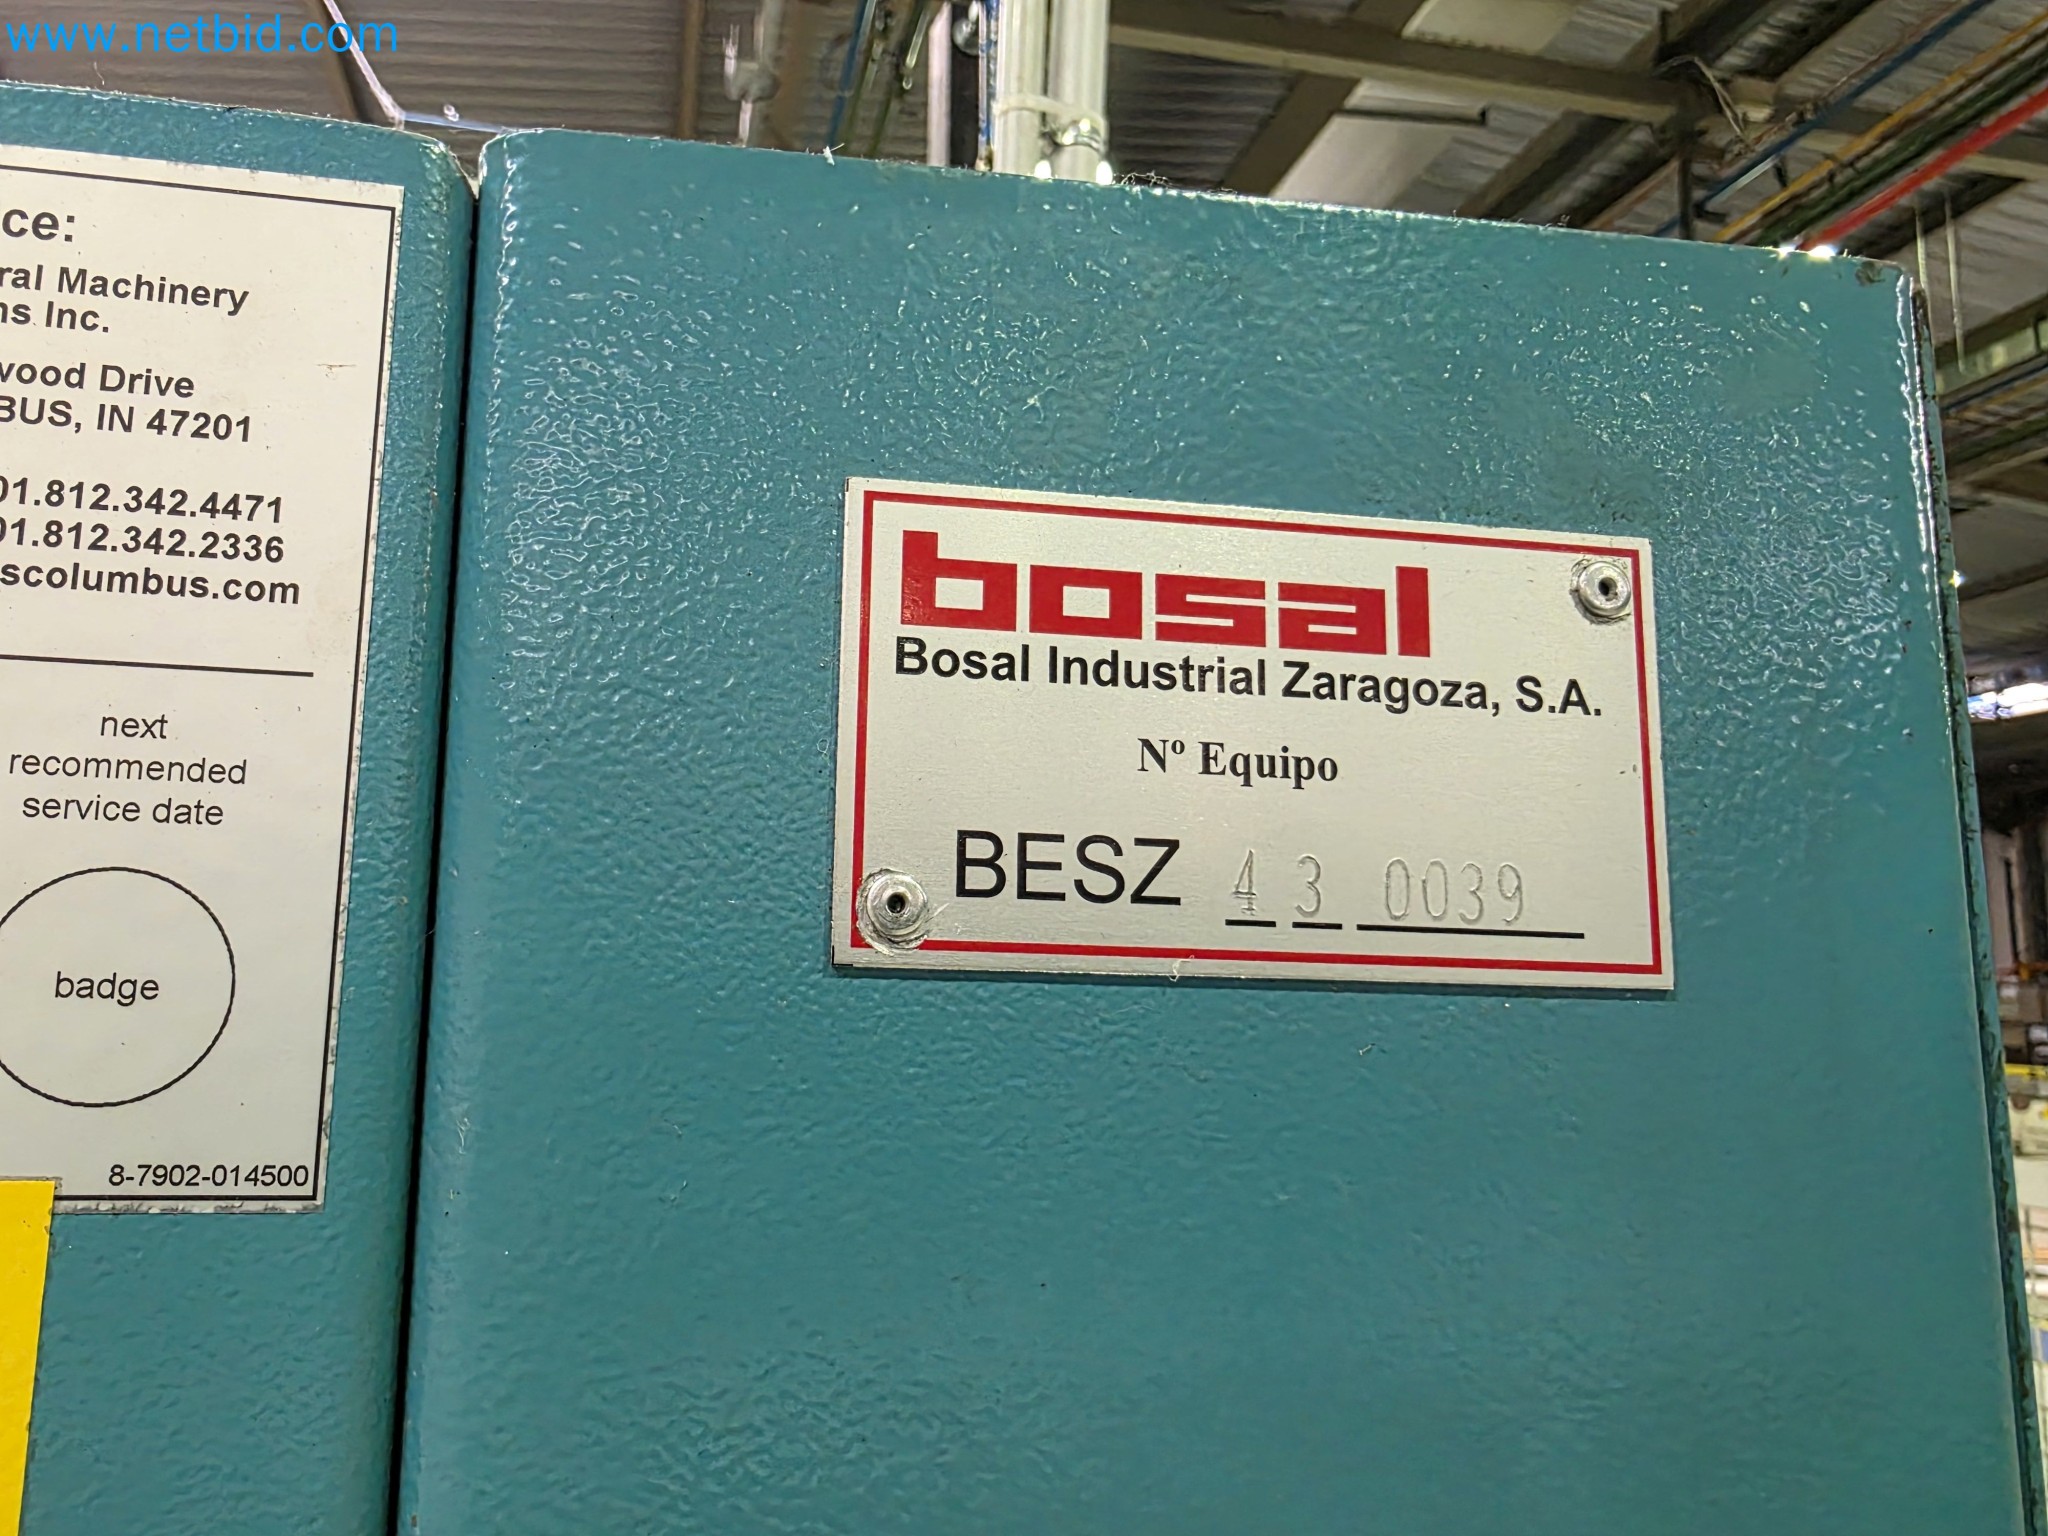 www.netbid.com
ce:
ral Machinery
ns Inc.
wood Drive
BUS, IN 47201
01.812.342.4471
01.812.342.2336
scolumbus.com
next
recommended
service date
badge
8-7902-014500
bosal
Bosal Industrial Zaragoza, S.A.
Nº Equipo
BESZ 4 3 0039